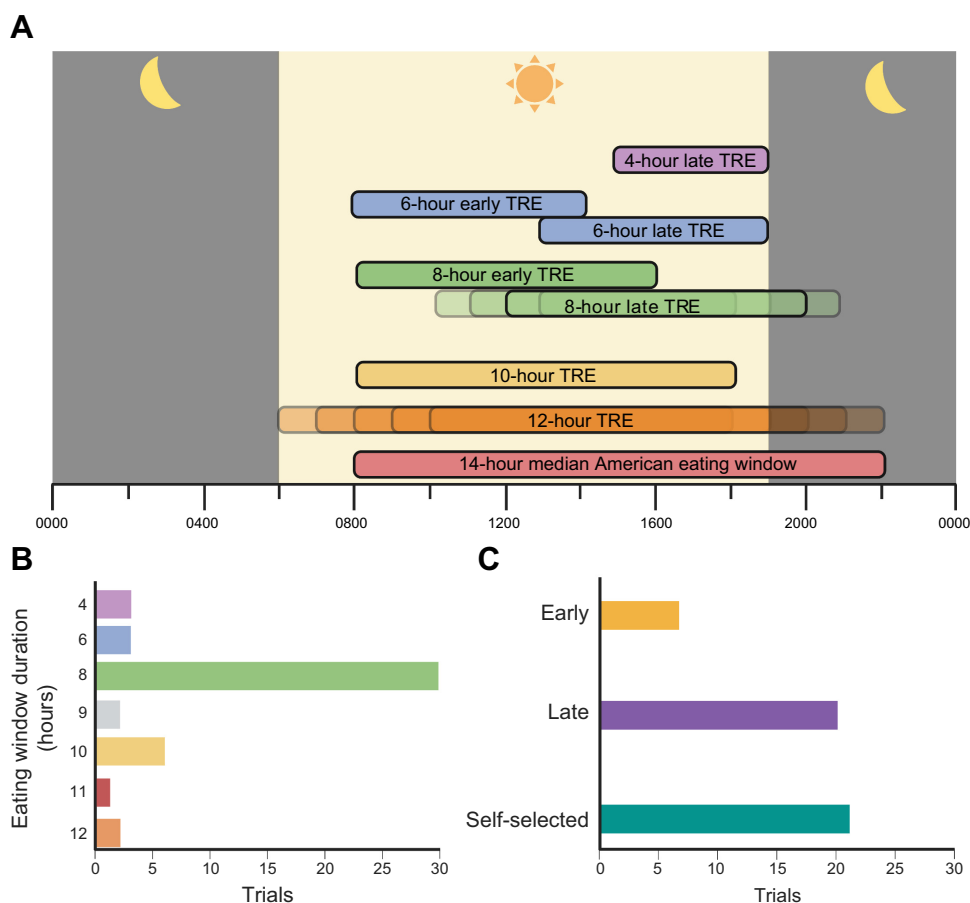 A
4-hour late TRE
6-hour early TRE
6-hour late TRE
8-hour early TRE
8-hour late TRE
10-hour TRE
12-hour TRE
14-hour median American eating window
0000 0400 0800 1200 1600 2000 0000
B
Eating window duration
(hours)
4
6
8
9
10
11
12
0 5 10 15 20 25 30
Trials
C
Early
Late
Self-selected
0 5 10 15 20 25 30
Trials